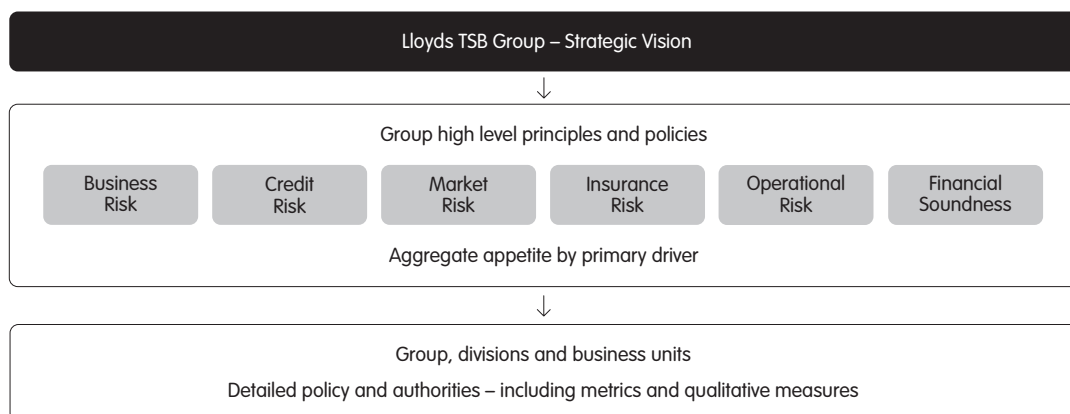 Lloyds TSB Group – Strategic Vision
Group high level principles and policies
Business
Risk
Credit
Risk
Market
Risk
Insurance
Risk
Operational
Risk
Financial
Soundness
Aggregate appetite by primary driver
Group, divisions and business units
Detailed policy and authorities – including metrics and qualitative measures